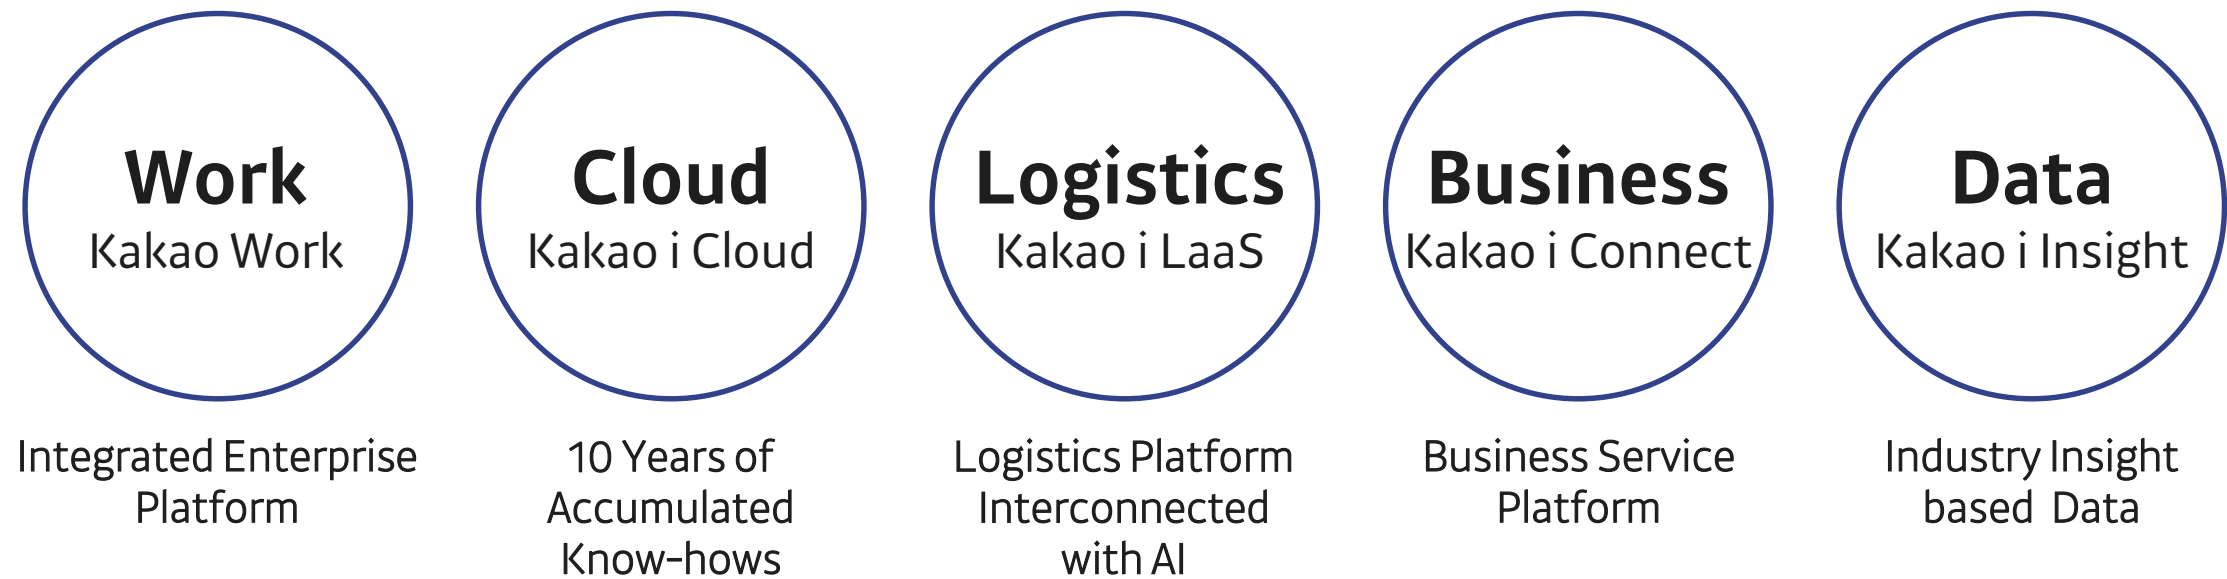 Work
Kakao Work
Integrated Enterprise
Platform
Cloud
Kakao i Cloud
10 Years of
Accumulated
Know-hows
Logistics
Kakao i LaaS
Logistics Platform
Interconnected
with AI
Business
Kakao i Connect
Business Service
Platform
Data
Kakao i Insight
Industry Insight
based Data